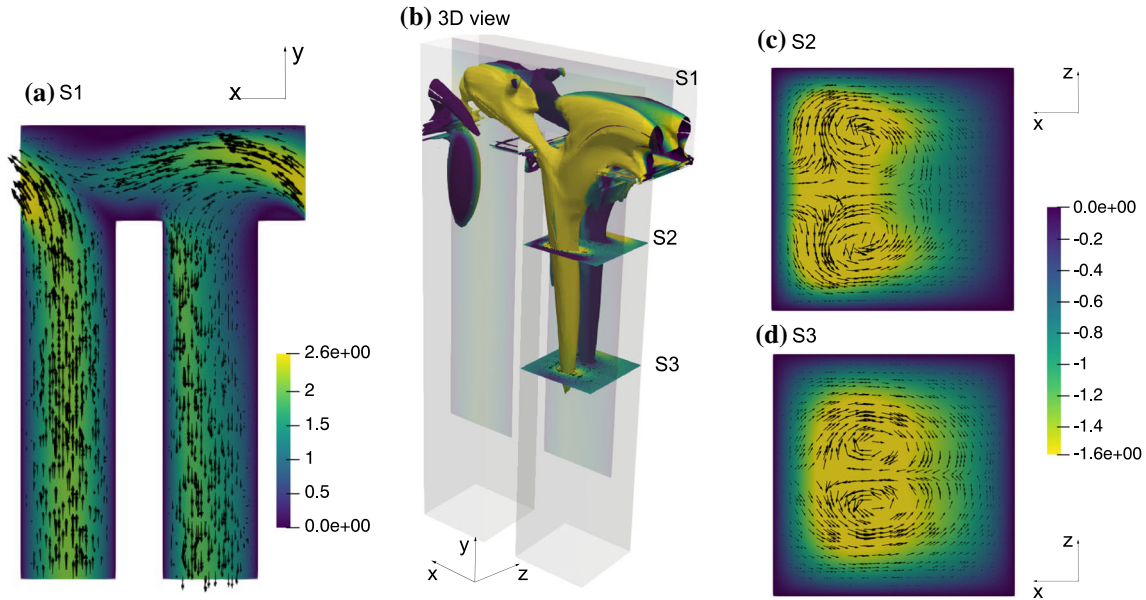 (a) S1
y
x
2.6e+00
2
1.5
1
0.5
0.0e+00
(b) 3D view
S1
S2
S3
y
x
z
(c) S2
z
x
0.0e+00
-0.2
-0.4
-0.6
-0.8
-1
-1.2
-1.4
-1.6e+00
(d) S3
z
x